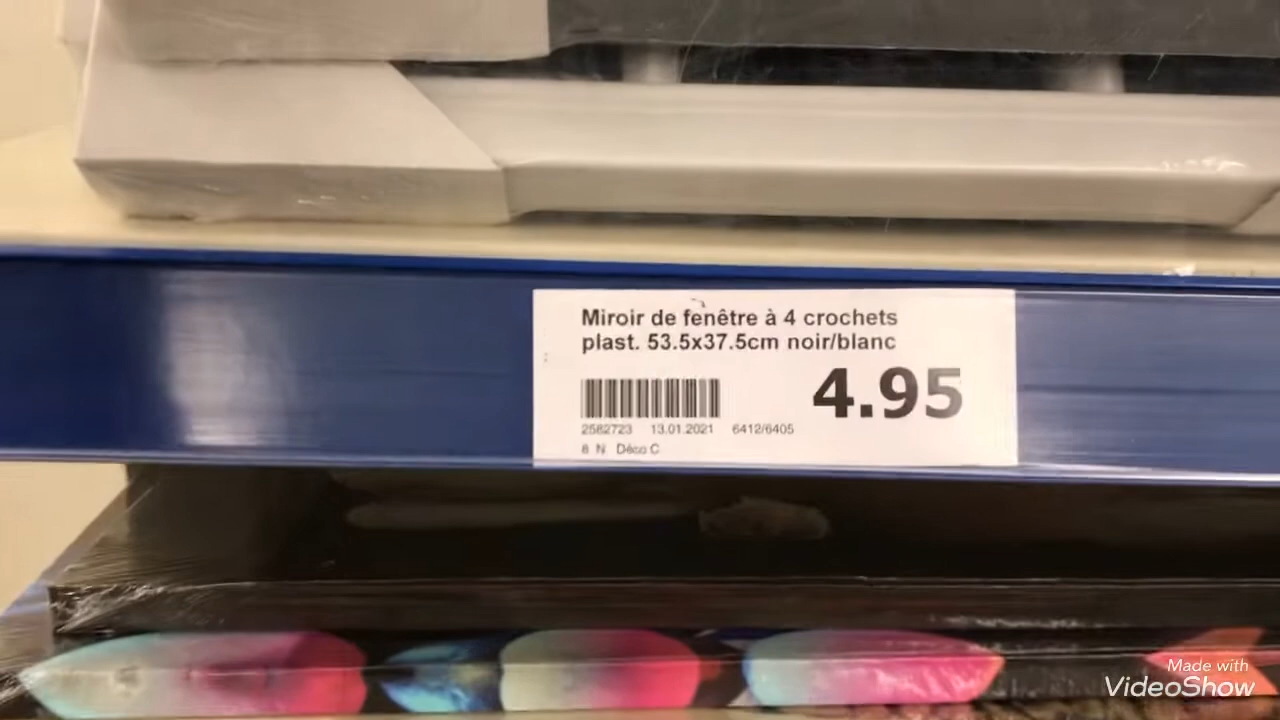 Miroir de fenêtre à 4 crochets
plast. 53.5x37.5cm noir/blanc
4.95
2582723 13.01.2021 6412/6405
8 N Déco C
Made with
VideoShow